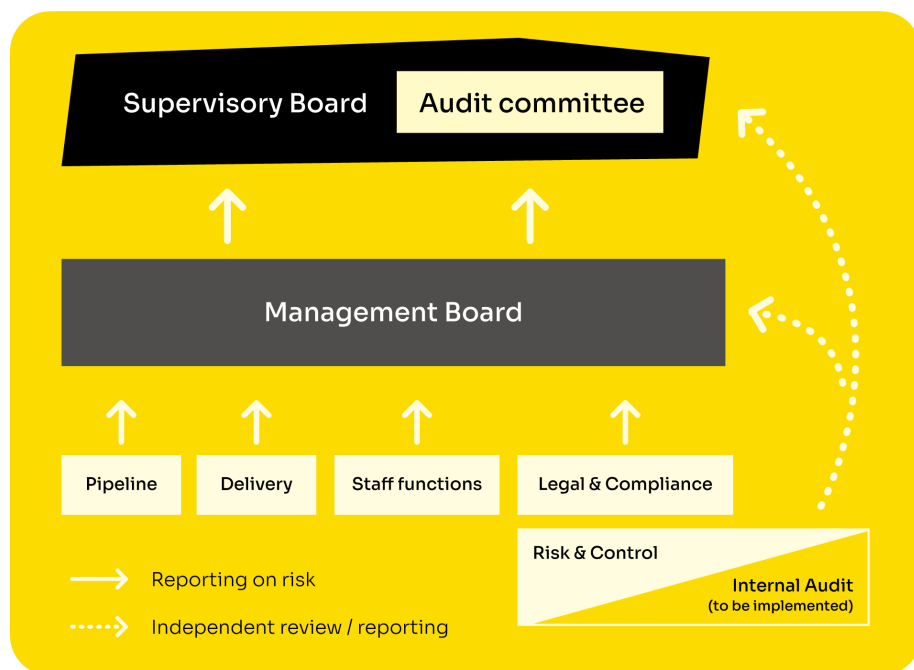 Supervisory Board
Audit committee
Management Board
Pipeline
Delivery
Staff functions
Legal & Compliance
Risk & Control
Internal Audit
(to be implemented)
Reporting on risk
Independent review / reporting